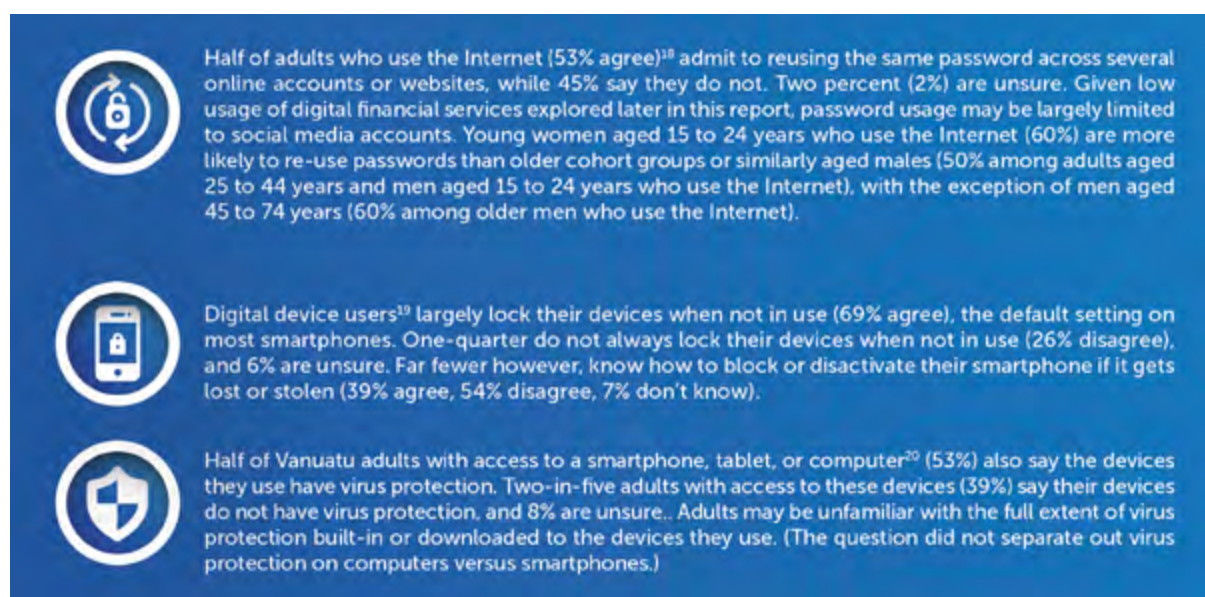 Half of adults who use the Internet (53% agree)¹⁸ admit to reusing the same password across several
online accounts or websites, while 45% say they do not. Two percent (2%) are unsure. Given low
usage of digital financial services explored later in this report, password usage may be largely limited
to social media accounts. Young women aged 15 to 24 years who use the Internet (60%) are more
likely to re-use passwords than older cohort groups or similarly aged males (50% among adults aged
25 to 44 years and men aged 15 to 24 years who use the Internet), with the exception of men aged
45 to 74 years (60% among older men who use the Internet).
Digital device users¹⁹ largely lock their devices when not in use (69% agree), the default setting on
most smartphones. One-quarter do not always lock their devices when not in use (26% disagree),
and 6% are unsure. Far fewer however, know how to block or disactivate their smartphone if it gets
lost or stolen (39% agree, 54% disagree, 7% don't know).
Half of Vanuatu adults with access to a smartphone, tablet, or computer²⁰ (53%) also say the devices
they use have virus protection. Two-in-five adults with access to these devices (39%) say their devices
do not have virus protection, and 8% are unsure.. Adults may be unfamiliar with the full extent of virus
protection built-in or downloaded to the devices they use. (The question did not separate out virus
protection on computers versus smartphones.)